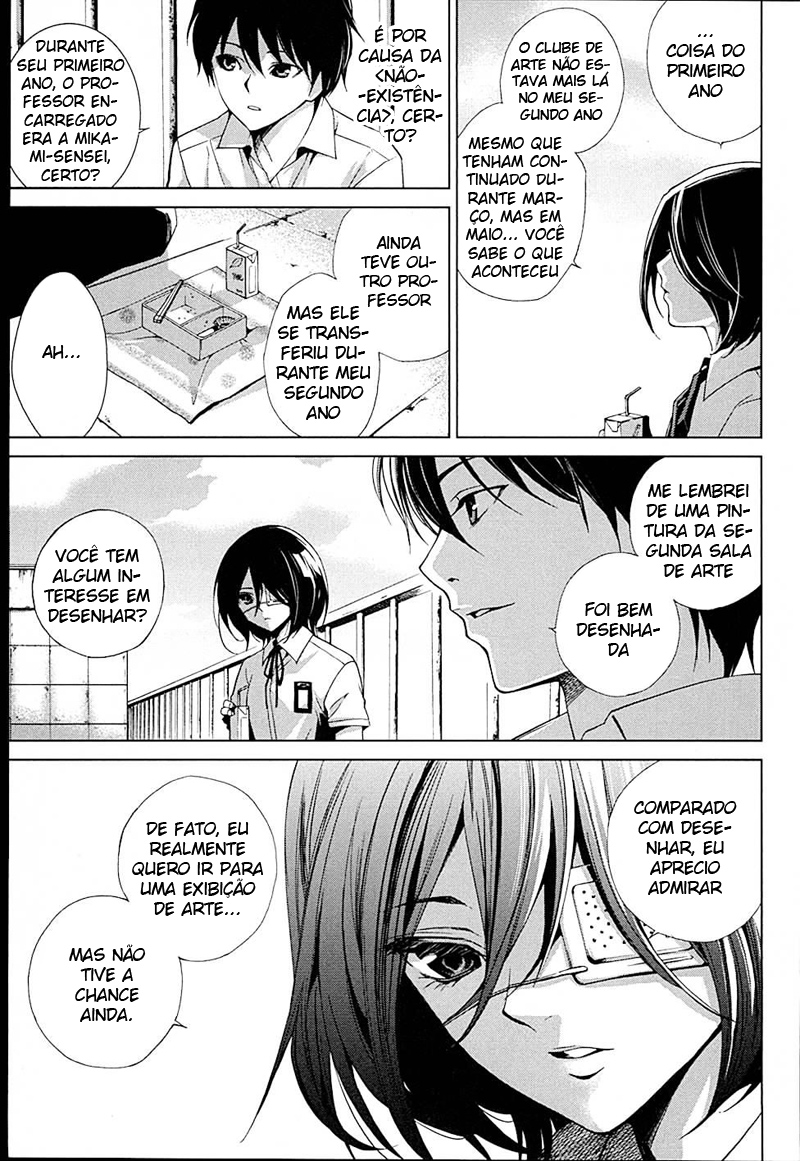 ...
COISA DO
PRIMEIRO
ANO
O CLUBE DE
ARTE NÃO ES-
TAVA MAIS LÁ
NO MEU SE-
GUNDO ANO
MESMO QUE
TENHAM CON-
TINUADO DU-
RANTE MAR-
ÇO, MAS EM
MAIO... VOCÊ
SABE O QUE
ACONTECEU
É POR
CAUSA DA
<NÃO-
-EXISTÊN-
CIA>, CER-
TO?
DURANTE
SEU PRIMEIRO
ANO, O PRO-
FESSOR EN-
CARREGADO
ERA A MIKA-
MI-SENSEI,
CERTO?
AINDA
TEVE OU-
TRO PRO-
FESSOR
MAS ELE
SE TRANS-
FERIU DU-
RANTE MEU
SEGUNDO
ANO
AH...
ME LEMBREI
DE UMA PIN-
TURA DA SE-
GUNDA SALA
DE ARTE
FOI BEM
DESENHA-
DA
VOCÊ TEM
ALGUM IN-
TERESSE EM
DESENHAR?
COMPARADO
COM DESE-
NHAR, EU
APRECIO
ADMIRAR
DE FATO, EU
REALMENTE
QUERO IR PARA
UMA EXIBIÇÃO
DE ARTE...
MAS NÃO
TIVE A
CHANCE
AINDA.